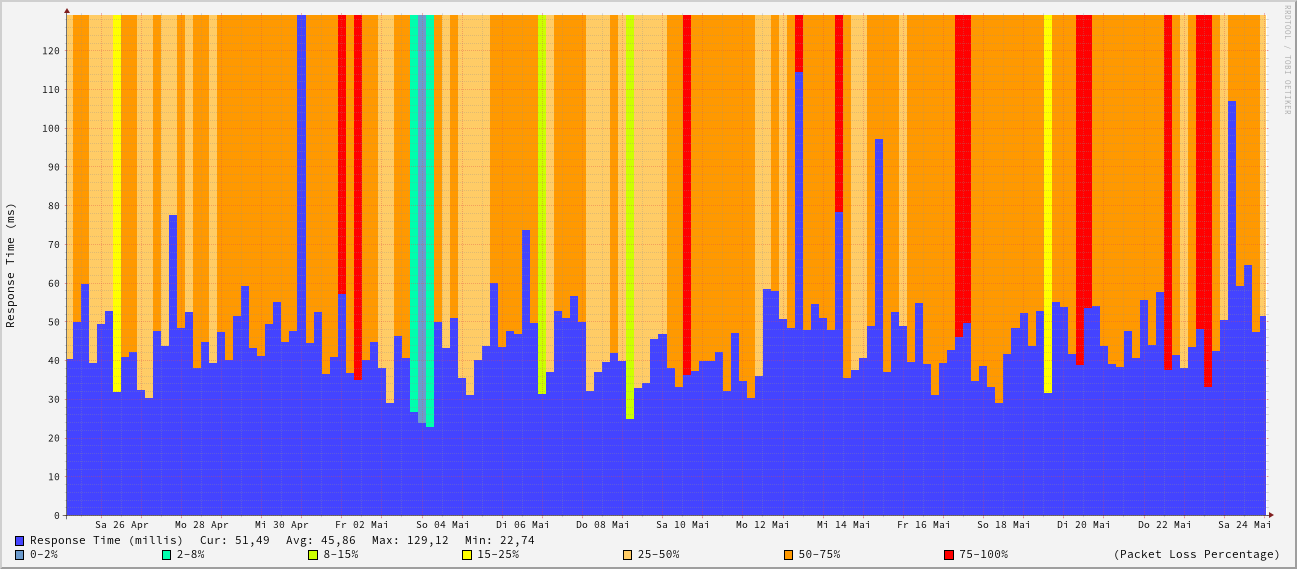 RRDTOOL / TOBI OETIKER
Response Time (ms)
120
110
100
90
80
70
60
50
40
30
20
10
0
Sa 26 Apr Mo 28 Apr Mi 30 Apr Fr 02 Mai So 04 Mai Di 06 Mai Do 08 Mai Sa 10 Mai Mo 12 Mai Mi 14 Mai Fr 16 Mai So 18 Mai Di 20 Mai Do 22 Mai Sa 24 Mai
Response Time (millis) Cur: 51,49 Avg: 45,86 Max: 129,12 Min: 22,74
0-2% 2-8% 8-15% 15-25% 25-50% 50-75% 75-100% (Packet Loss Percentage)